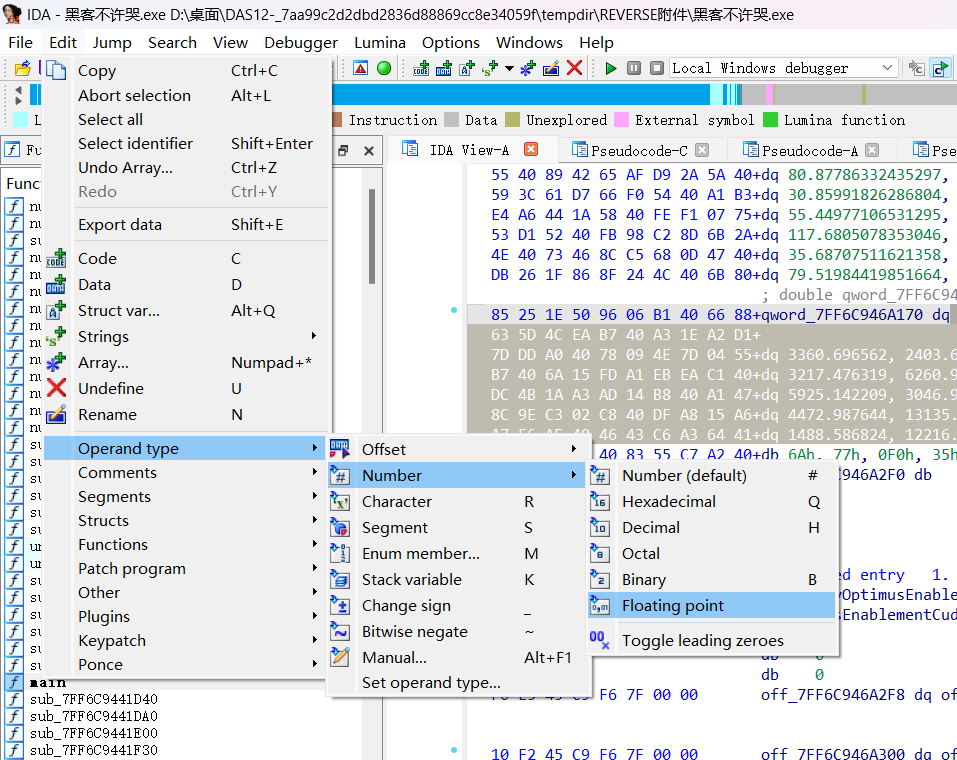 IDA - 黑客不许哭.exe D:\桌面\DAS12-_7aa99c2d2dbd2836d88869cc8e34059f\tempdir\REVERSE附件\黑客不许哭.exe
File Edit Jump Search View Debugger Lumina Options Windows Help
Local Windows debugger
Instruction Data Unexplored External symbol Lumina function
IDA View-A Pseudocode-C Pseudocode-A Pse
Func
Copy Ctrl+C
Abort selection Alt+L
Select all
Select identifier Shift+Enter
Undo Array... Ctrl+Z
Redo Ctrl+Y
Export data Shift+E
Code C
Data D
Struct var... Alt+Q
Strings
Array... Numpad+*
Undefine U
Rename N
Operand type
Comments
Segments
Structs
Functions
Patch program
Other
Plugins
Keypatch
Ponce
Offset
Number
Character R
Segment S
Enum member... M
Stack variable K
Change sign _
Bitwise negate ~
Manual... Alt+F1
Set operand type...
Number (default) #
Hexadecimal Q
Decimal H
Octal
Binary B
Floating point
Toggle leading zeroes
55 40 89 42 65 AF D9 2A 5A 40+dq 80.87786332435297,
59 3C 61 D7 66 F0 54 40 A1 B3+dq 30.85991826286804,
E4 A6 44 1A 58 40 FE F1 07 75+dq 55.44977106531295,
53 D1 52 40 FB 98 C2 8D 6B 2A+dq 117.6805078353046,
4E 40 73 46 8C C5 68 0D 47 40+dq 35.68707511621358,
DB 26 1F 86 8F 24 4C 40 6B 80+dq 79.51984419851664,
; double qword_7FF6C94
85 25 1E 50 96 06 B1 40 66 88+qword_7FF6C946A170 dq
63 5D 4C EA B7 40 A3 1E A2 D1+
7D DD A0 40 78 09 4E 7D 04 55+dq 3360.696562, 2403.6
B7 40 6A 15 FD A1 EB EA C1 40+dq 3217.476319, 6260.9
DC 4B 1A A3 AD 14 B8 40 A1 47+dq 5925.142209, 3046.9
8C 9E C3 02 C8 40 DF A8 15 A6+dq 4472.987644, 13135.
46 43 C6 A3 64 41+dq 1488.586824, 12216.
40 83 55 C7 A2 40+db 6Ah, 77h, 0F0h, 35h
C946A2F0 db
ed entry 1.
OptimusEnable
sEnablementCud
db 0
db 0
F6 7F 00 00 off_7FF6C946A2F8 dq of
10 F2 45 C9 F6 7F 00 00 off_7FF6C946A300 dq of
main
sub_7FF6C9441D40
sub_7FF6C9441DA0
sub_7FF6C9441E00
sub_7FF6C9441F30